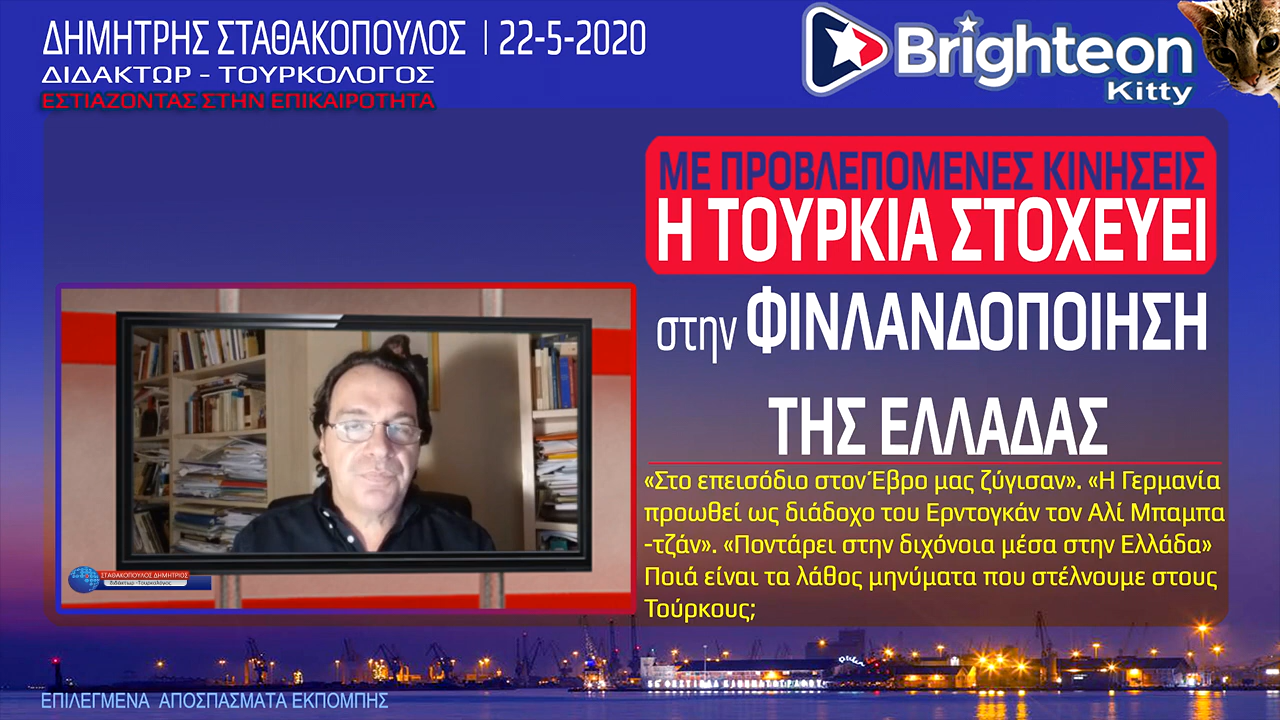 ΔΗΜΗΤΡΗΣ ΣΤΑΘΑΚΟΠΟΥΛΟΣ | 22-5-2020
ΔΙΔΑΚΤΩΡ - ΤΟΥΡΚΟΛΟΓΟΣ
ΕΣΤΙΑΖΟΝΤΑΣ ΣΤΗΝ ΕΠΙΚΑΙΡΟΤΗΤΑ
Brighteon
Kitty
ΜΕ ΠΡΟΒΛΕΠΟΜΕΝΕΣ ΚΙΝΗΣΕΙΣ
Η ΤΟΥΡΚΙΑ ΣΤΟΧΕΥΕΙ
στην ΦΙΝΛΑΝΔΟΠΟΙΗΣΗ
ΤΗΣ ΕΛΛΑΔΑΣ
«Στο επεισόδιο στον Έβρο μας ζύγισαν». «Η Γερμανία
προωθεί ως διάδοχο του Ερντογκάν τον Αλί Μπαμπα
-τζάν». «Ποντάρει στην διχόνοια μέσα στην Ελλάδα»
Ποιά είναι τα λάθος μηνύματα που στέλνουμε στους
Τούρκους;
ΣΤΑΘΑΚΟΠΟΥΛΟΣ ΔΗΜΗΤΡΙΟΣ
διδάκτωρ -Τουρκολόγος
ΕΠΙΛΕΓΜΕΝΑ ΑΠΟΣΠΑΣΜΑΤΑ ΕΚΠΟΜΠΗΣ